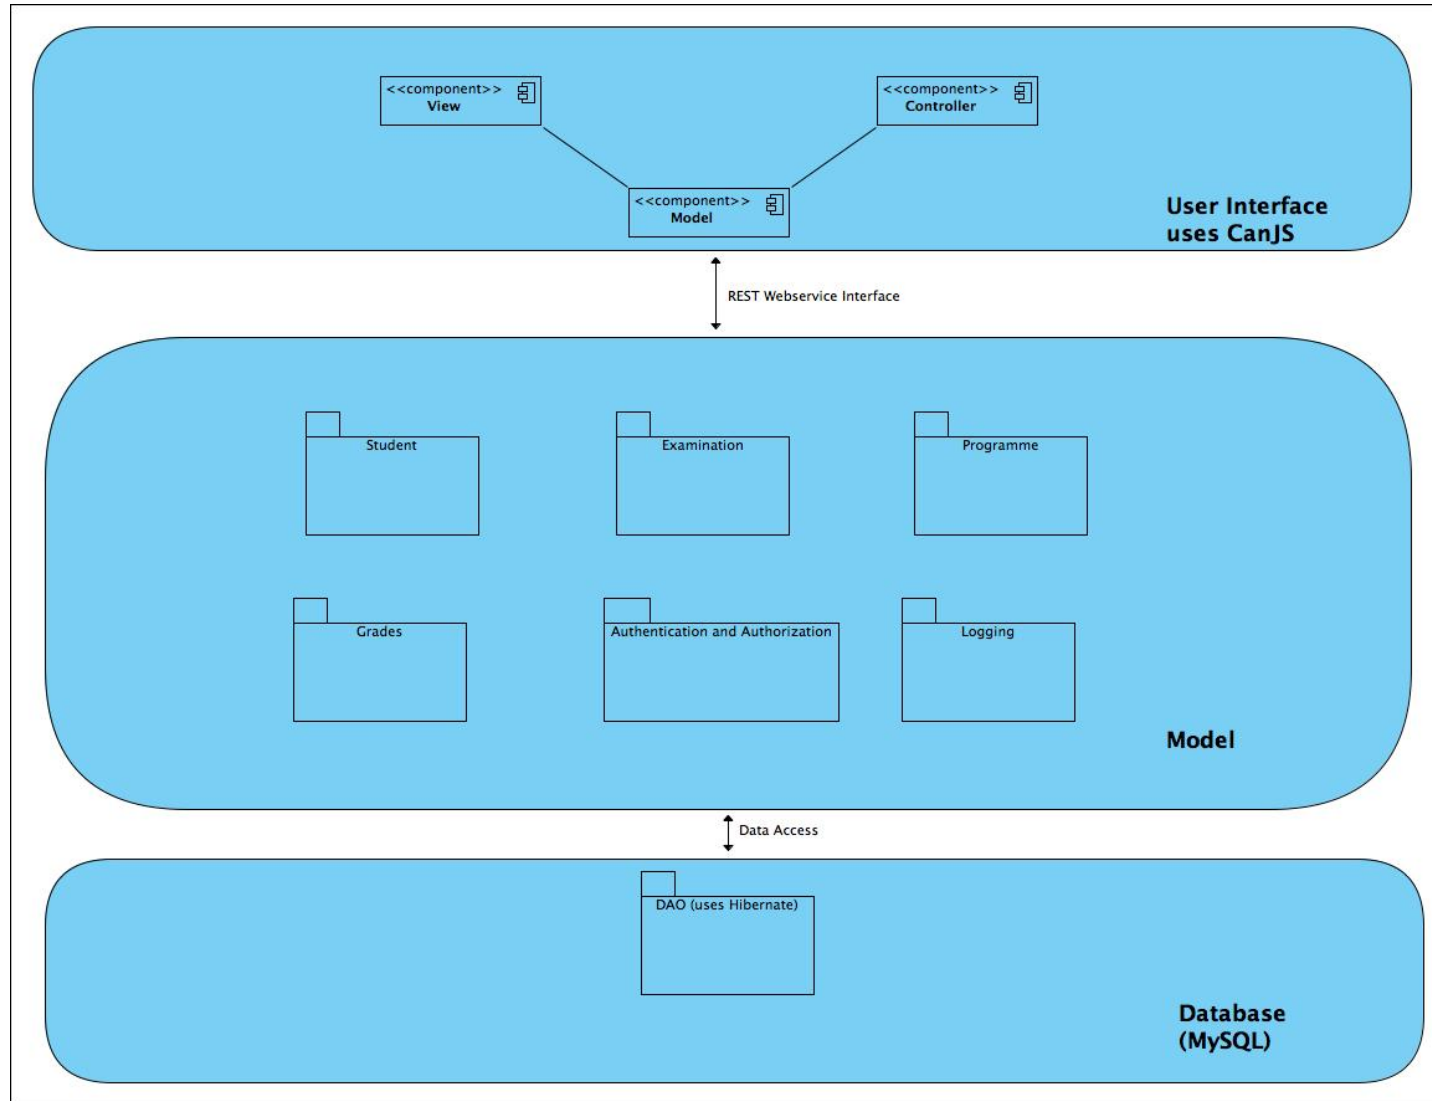 <<component>>
View
<<component>>
Controller
<<component>>
Model
User Interface
uses CanJS
REST Webservice Interface
Student
Examination
Programme
Grades
Authentication and Authorization
Logging
Model
Data Access
DAO (uses Hibernate)
Database
(MySQL)